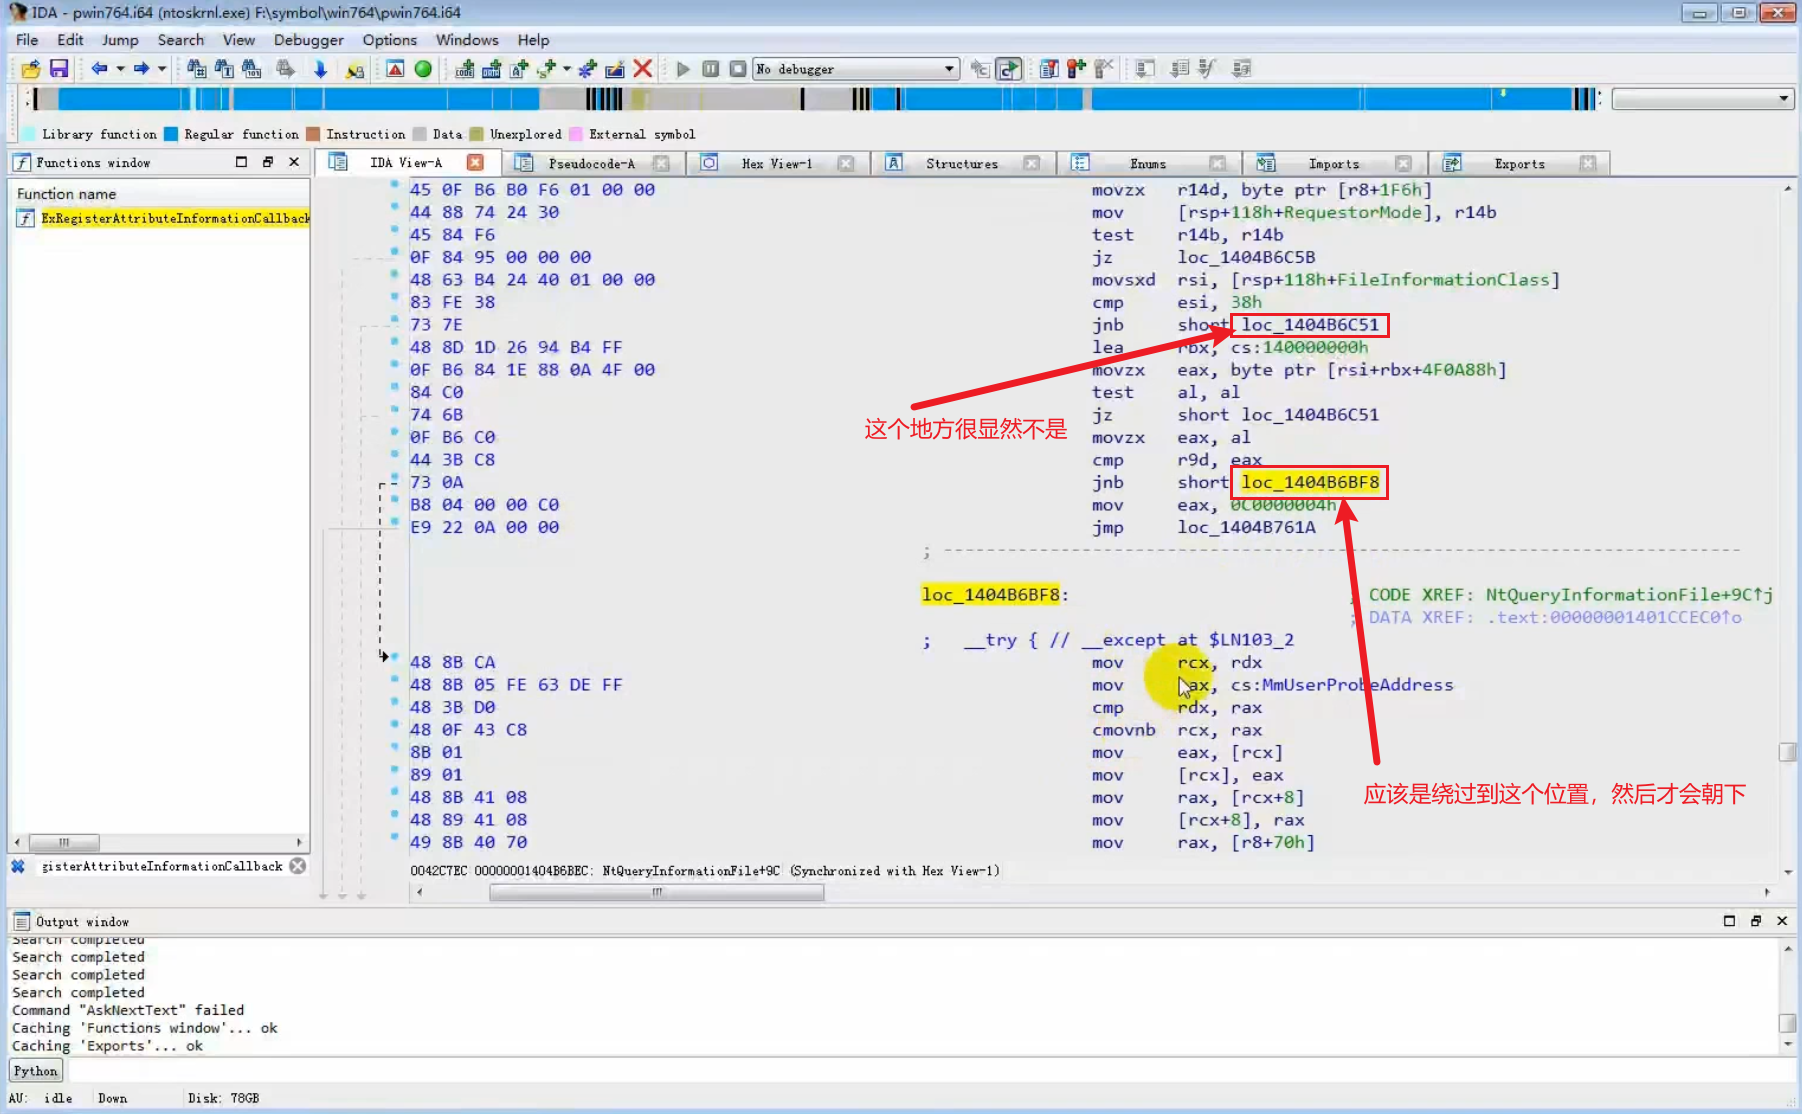 IDA - pwin764.i64 (ntoskrnl.exe) F:\symbol\win764\pwin764.i64
File Edit Jump Search View Debugger Options Windows Help
No debugger
Library function Regular function Instruction Data Unexplored External symbol
Functions window
IDA View-A Pseudocode-A Hex View-1 Structures Enums Imports Exports
Function name
ExRegisterAttributeInformationCallback
45 0F B6 B0 F6 01 00 00 movzx r14d, byte ptr [r8+1F6h]
44 88 74 24 30 mov [rsp+118h+RequestorMode], r14b
45 84 F6 test r14b, r14b
0F 84 95 00 00 00 jz loc_1404B6C5B
48 63 B4 24 40 01 00 00 movsxd rsi, [rsp+118h+FileInformationClass]
83 FE 38 cmp esi, 38h
73 7E jnb short loc_1404B6C51
48 8D 1D 26 94 B4 FF lea rbx, cs:140000000h
0F B6 84 1E 88 0A 4F 00 movzx eax, byte ptr [rsi+rbx+4F0A88h]
84 C0 test al, al
74 6B jz short loc_1404B6C51
这个地方很显然不是
0F B6 C0 movzx eax, al
44 3B C8 cmp r9d, eax
73 0A jnb short loc_1404B6BF8
B8 04 00 00 C0 mov eax, 0C0000004h
E9 22 0A 00 00 jmp loc_1404B761A
; ---------------------------------------------------------------------------
loc_1404B6BF8: ; CODE XREF: NtQueryInformationFile+9C↑j
; DATA XREF: .text:00000001401CCEC0↑o
; __try { // __except at $LN103_2
48 8B CA mov rcx, rdx
48 8B 05 FE 63 DE FF mov rax, cs:MmUserProbeAddress
48 3B D0 cmp rdx, rax
48 0F 43 C8 cmovnb rcx, rax
8B 01 mov eax, [rcx]
89 01 mov [rcx], eax
48 8B 41 08 mov rax, [rcx+8]
应该是绕过到这个位置，然后才会朝下
48 89 41 08 mov [rcx+8], rax
49 8B 40 70 mov rax, [r8+70h]
gisterAttributeInformationCallback
0042C7EC 00000001404B6BEC: NtQueryInformationFile+9C (Synchronized with Hex View-1)
Output window
Search completed
Search completed
Search completed
Search completed
Command "AskNextText" failed
Caching 'Functions window'... ok
Caching 'Exports'... ok
Python
AU: idle Down Disk: 78GB